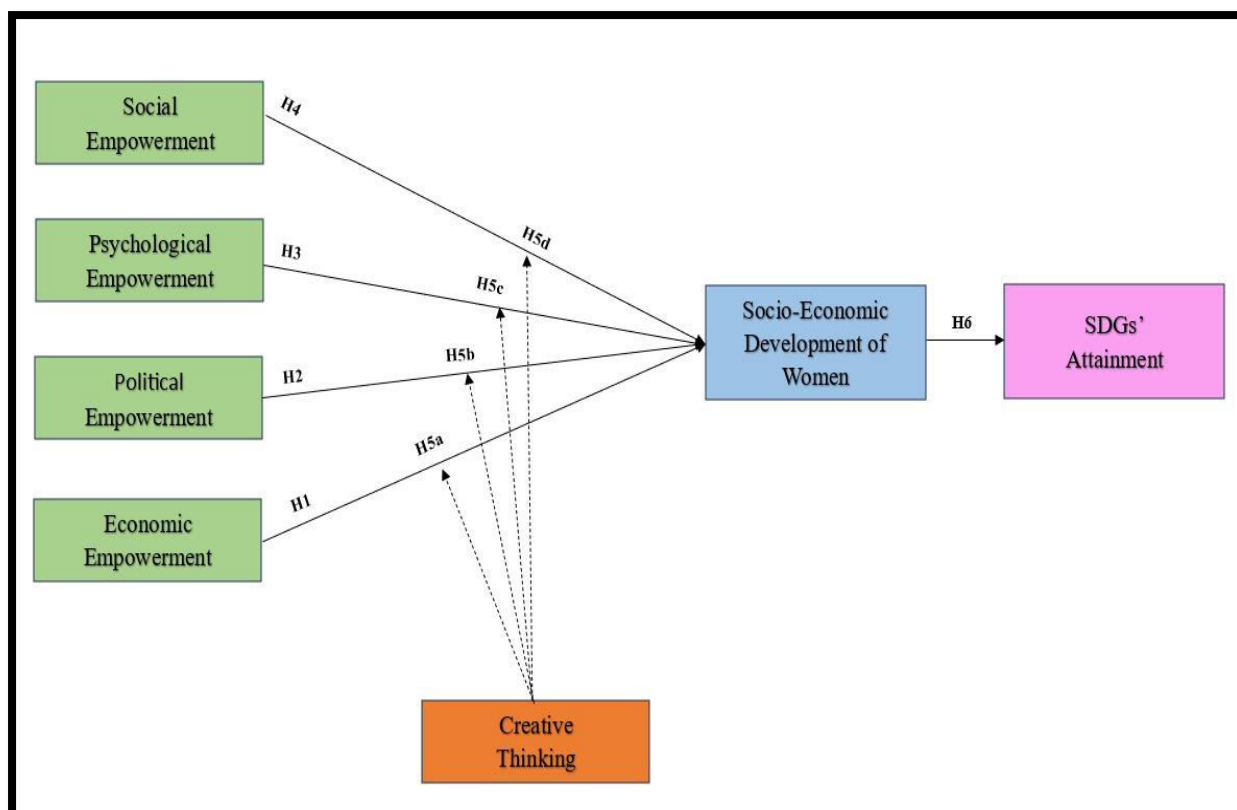 Social
Empowerment
H4
H5d
Psychological
Empowerment
H3
H5c
Socio-Economic
Development of
Women
H6
SDGs'
Attainment
Political
Empowerment
H2
H5b
H5a
Economic
Empowerment
H1
Creative
Thinking